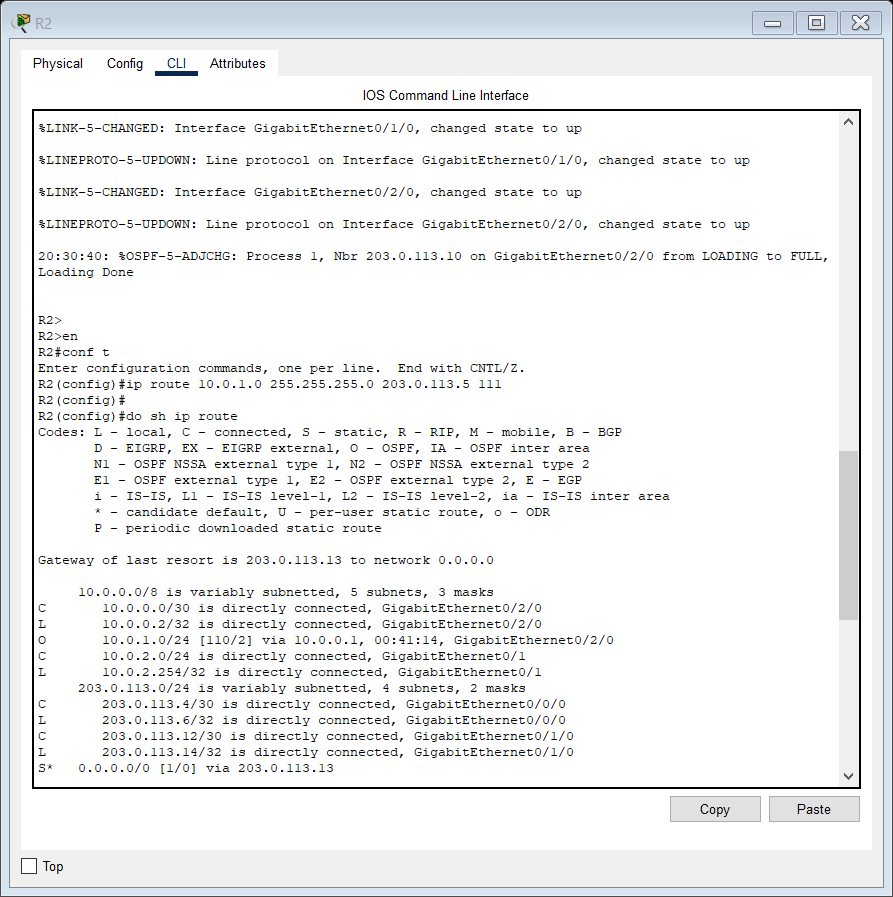 R2
Physical Config CLI Attributes
IOS Command Line Interface
%LINK-5-CHANGED: Interface GigabitEthernet0/1/0, changed state to up
%LINEPROTO-5-UPDOWN: Line protocol on Interface GigabitEthernet0/1/0, changed state to up
%LINK-5-CHANGED: Interface GigabitEthernet0/2/0, changed state to up
%LINEPROTO-5-UPDOWN: Line protocol on Interface GigabitEthernet0/2/0, changed state to up
20:30:40: %OSPF-5-ADJCHG: Process 1, Nbr 203.0.113.10 on GigabitEthernet0/2/0 from LOADING to FULL,
Loading Done
R2>
R2>en
R2#conf t
Enter configuration commands, one per line.  End with CNTL/Z.
R2(config)#ip route 10.0.1.0 255.255.255.0 203.0.113.5 111
R2(config)#
R2(config)#do sh ip route
Codes: L - local, C - connected, S - static, R - RIP, M - mobile, B - BGP
       D - EIGRP, EX - EIGRP external, O - OSPF, IA - OSPF inter area
       N1 - OSPF NSSA external type 1, N2 - OSPF NSSA external type 2
       E1 - OSPF external type 1, E2 - OSPF external type 2, E - EGP
       i - IS-IS, L1 - IS-IS level-1, L2 - IS-IS level-2, ia - IS-IS inter area
       * - candidate default, U - per-user static route, o - ODR
       P - periodic downloaded static route
Gateway of last resort is 203.0.113.13 to network 0.0.0.0
     10.0.0.0/8 is variably subnetted, 5 subnets, 3 masks
C       10.0.0.0/30 is directly connected, GigabitEthernet0/2/0
L       10.0.0.2/32 is directly connected, GigabitEthernet0/2/0
O       10.0.1.0/24 [110/2] via 10.0.0.1, 00:41:14, GigabitEthernet0/2/0
C       10.0.2.0/24 is directly connected, GigabitEthernet0/1
L       10.0.2.254/32 is directly connected, GigabitEthernet0/1
     203.0.113.0/24 is variably subnetted, 4 subnets, 2 masks
C       203.0.113.4/30 is directly connected, GigabitEthernet0/0/0
L       203.0.113.6/32 is directly connected, GigabitEthernet0/0/0
C       203.0.113.12/30 is directly connected, GigabitEthernet0/1/0
L       203.0.113.14/32 is directly connected, GigabitEthernet0/1/0
S*   0.0.0.0/0 [1/0] via 203.0.113.13
Copy Paste
Top